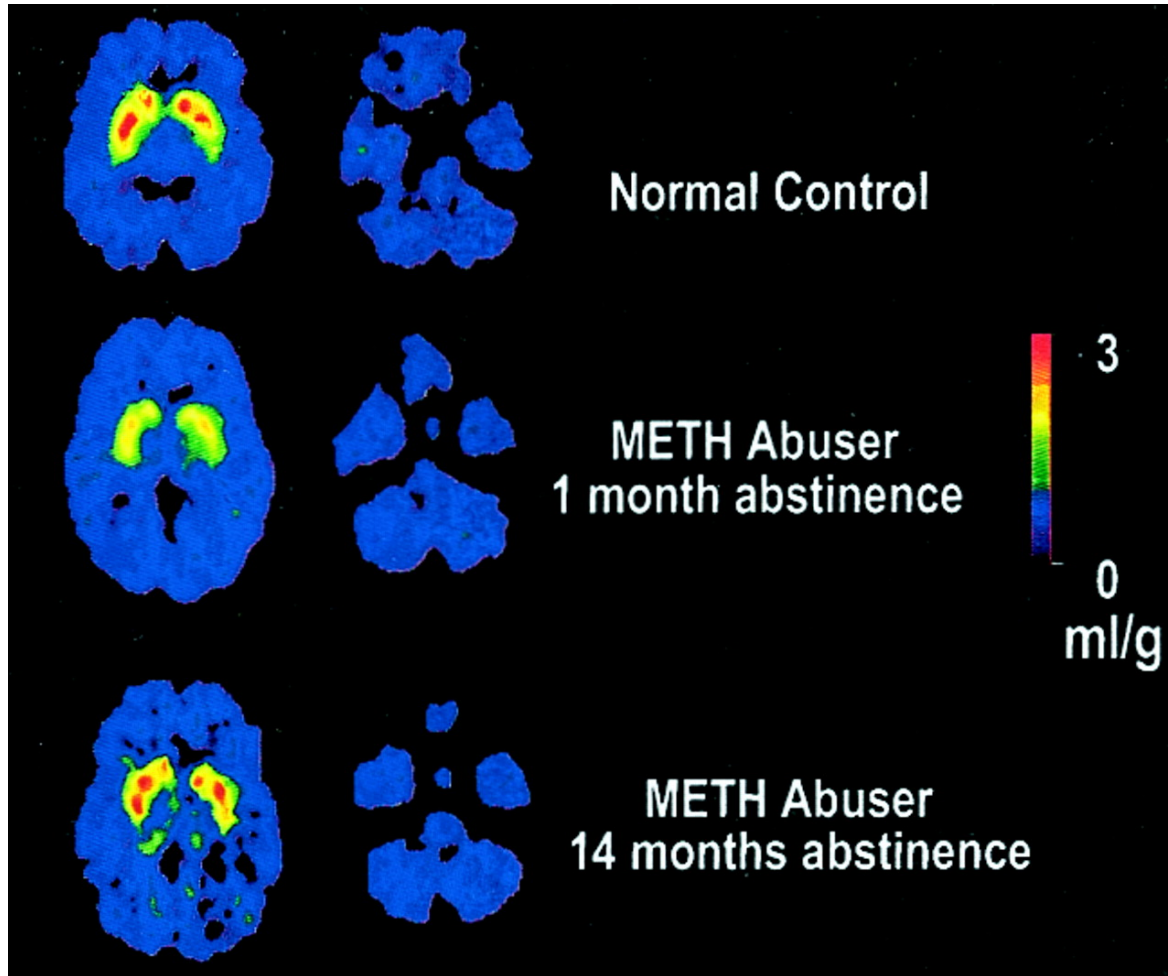 Normal Control
METH Abuser
1 month abstinence
3
0
ml/g
METH Abuser
14 months abstinence